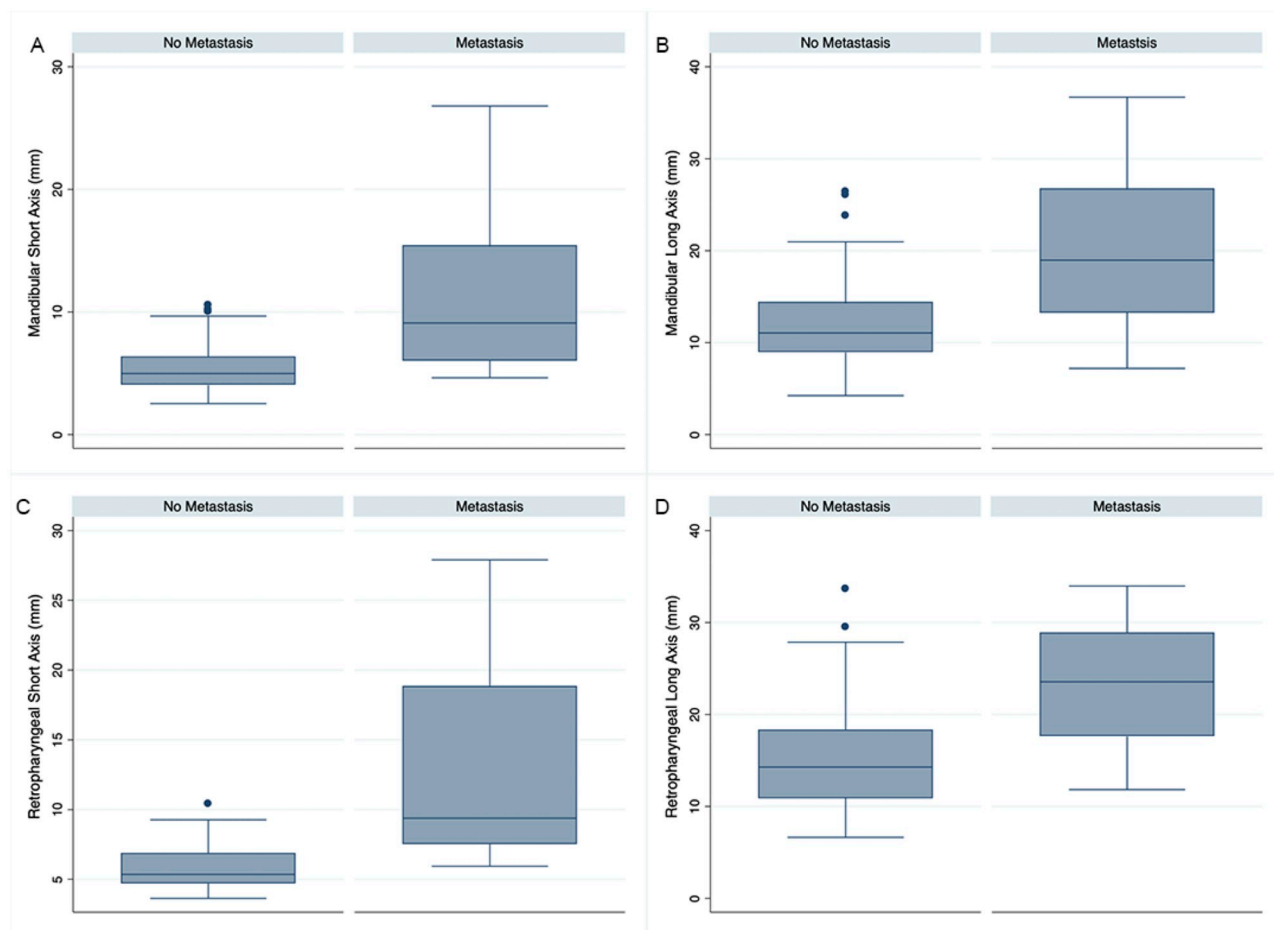 A
No Metastasis
Metastasis
Mandibular Short Axis (mm)
30
20
10
0
B
No Metastasis
Metastsis
Mandibular Long Axis (mm)
40
30
20
10
0
C
No Metastasis
Metastasis
Retropharyngeal Short Axis (mm)
30
25
20
15
10
5
D
No Metastasis
Metastasis
Retropharyngeal Long Axis (mm)
40
30
20
10
0